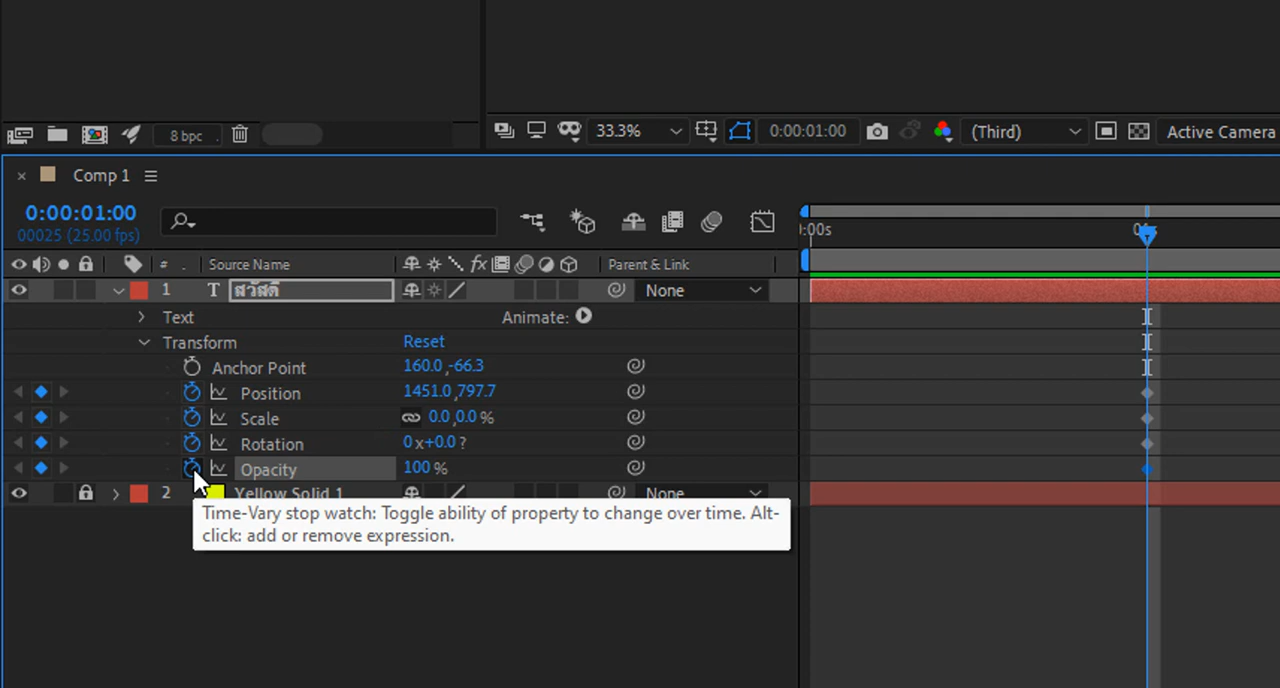 8 bpc
33.3%
0:00:01:00
(Third)
Active Camera
× Comp 1
0:00:01:00
00025 (25.00 fps)
:00s
# . Source Name
fx
Parent & Link
1 T สวัสดี
None
Text
Animate:
Transform
Reset
Anchor Point
160.0,-66.3
Position
1451.0,797.7
Scale
0.0,0.0 %
Rotation
0 x+0.0 ?
Opacity
100 %
2 Yellow Solid 1
None
Time-Vary stop watch: Toggle ability of property to change over time. Alt-
click: add or remove expression.